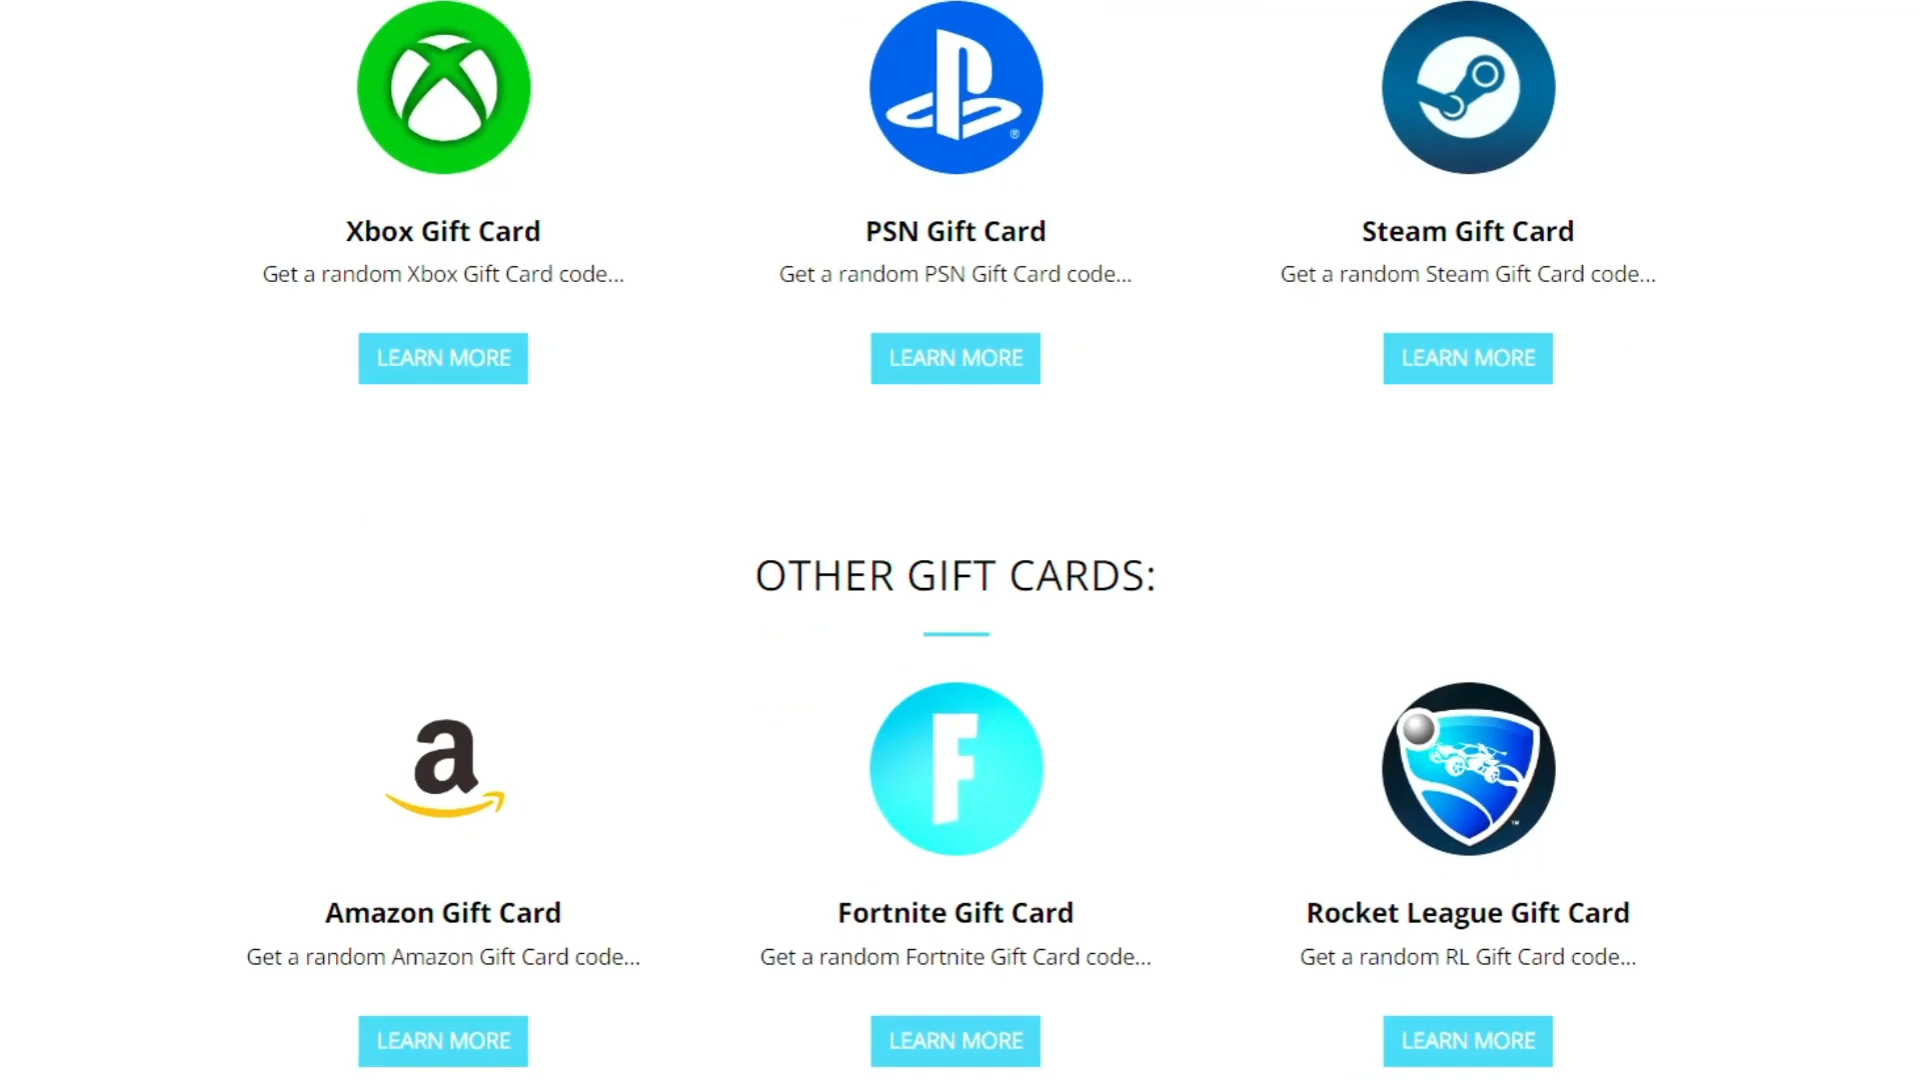 Xbox Gift Card
PSN Gift Card
Steam Gift Card
Get a random Xbox Gift Card code...
Get a random PSN Gift Card code...
Get a random Steam Gift Card code...
LEARN MORE
LEARN MORE
LEARN MORE
OTHER GIFT CARDS:
Amazon Gift Card
Fortnite Gift Card
Rocket League Gift Card
Get a random Amazon Gift Card code...
Get a random Fortnite Gift Card code...
Get a random RL Gift Card code...
LEARN MORE
LEARN MORE
LEARN MORE